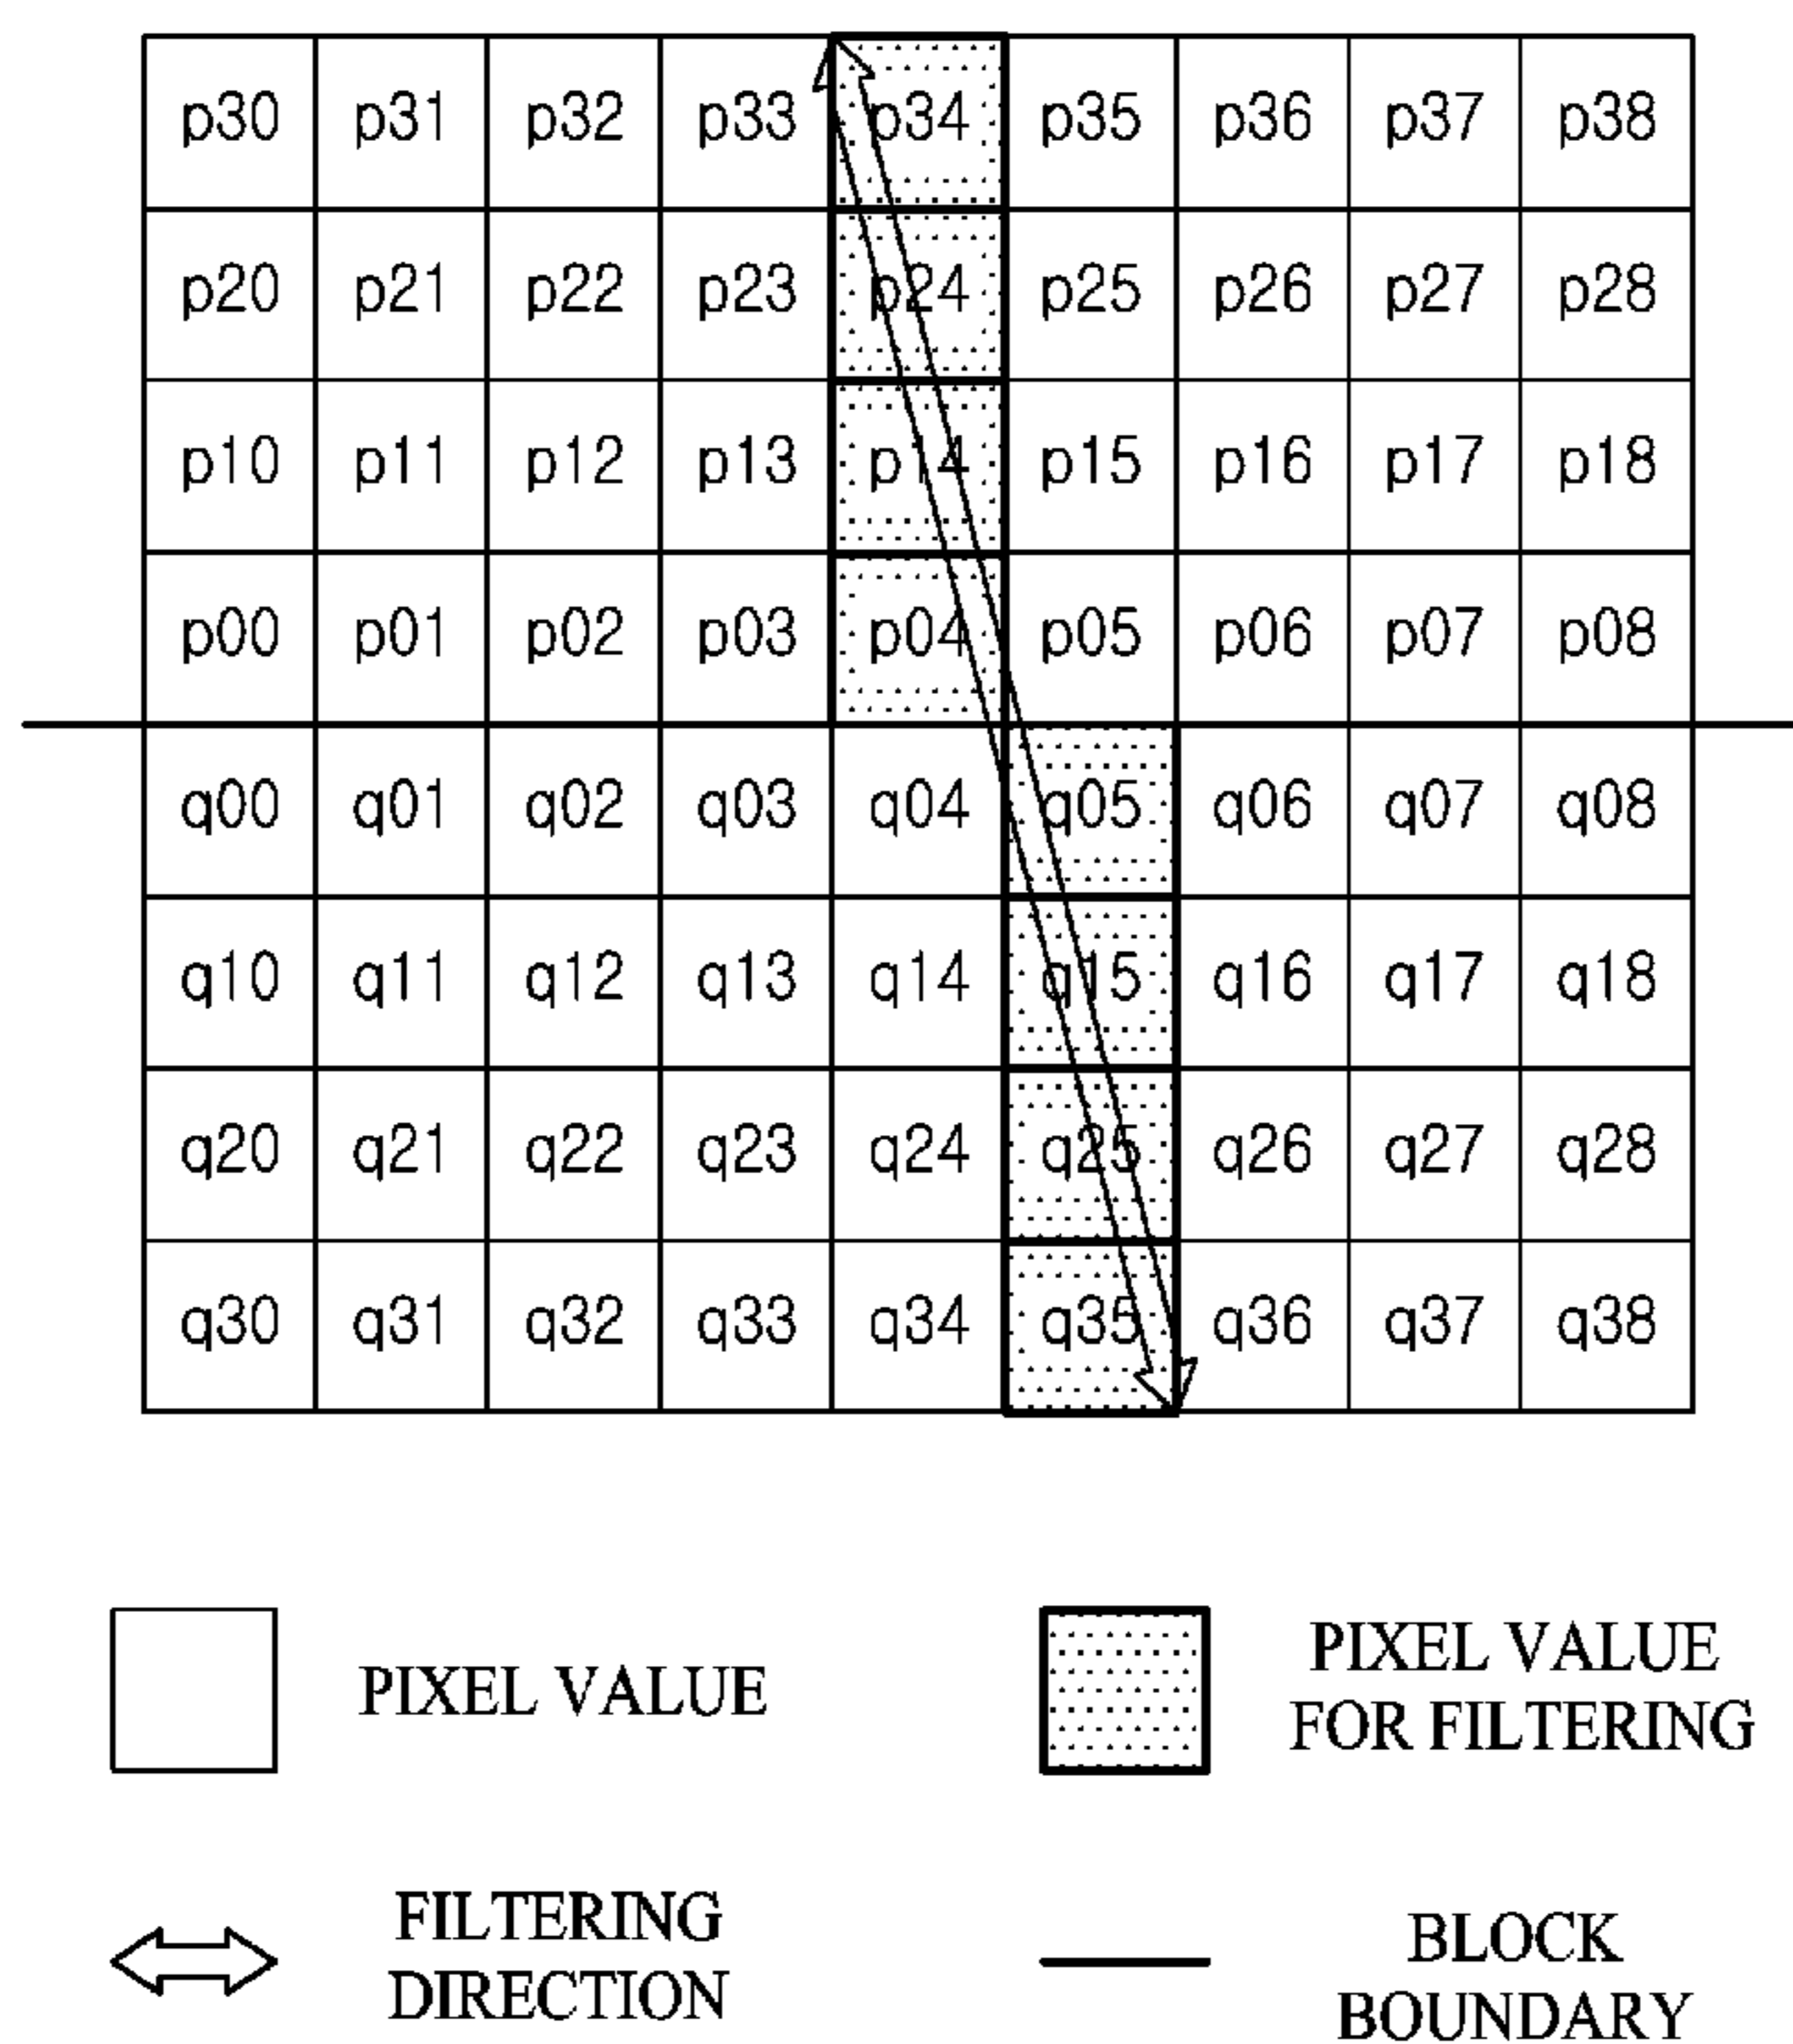 p30 p31 p32 p33 p34 p35 p36 p37 p38
p20 p21 p22 p23 p24 p25 p26 p27 p28
p10 p11 p12 p13 p14 p15 p16 p17 p18
p00 p01 p02 p03 p04 p05 p06 p07 p08
q00 q01 q02 q03 q04 q05 q06 q07 q08
q10 q11 q12 q13 q14 q15 q16 q17 q18
q20 q21 q22 q23 q24 q25 q26 q27 q28
q30 q31 q32 q33 q34 q35 q36 q37 q38
PIXEL VALUE
PIXEL VALUE
FOR FILTERING
FILTERING
DIRECTION
BLOCK
BOUNDARY